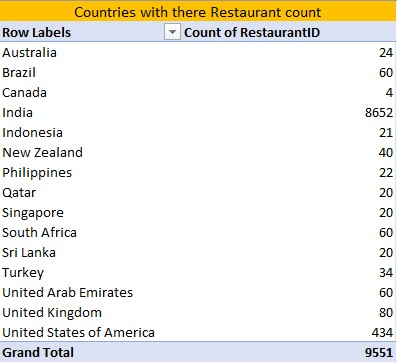 Countries with there Restaurant count
Row Labels Count of RestaurantID
Australia 24
Brazil 60
Canada 4
India 8652
Indonesia 21
New Zealand 40
Philippines 22
Qatar 20
Singapore 20
South Africa 60
Sri Lanka 20
Turkey 34
United Arab Emirates 60
United Kingdom 80
United States of America 434
Grand Total 9551